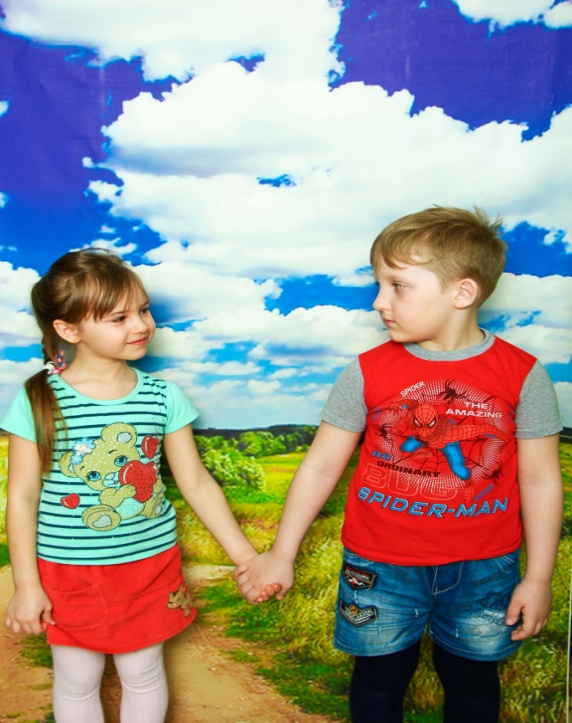 SPIDER
THE
AMAZING
ORDINARY
BUG
SPIDER-MAN